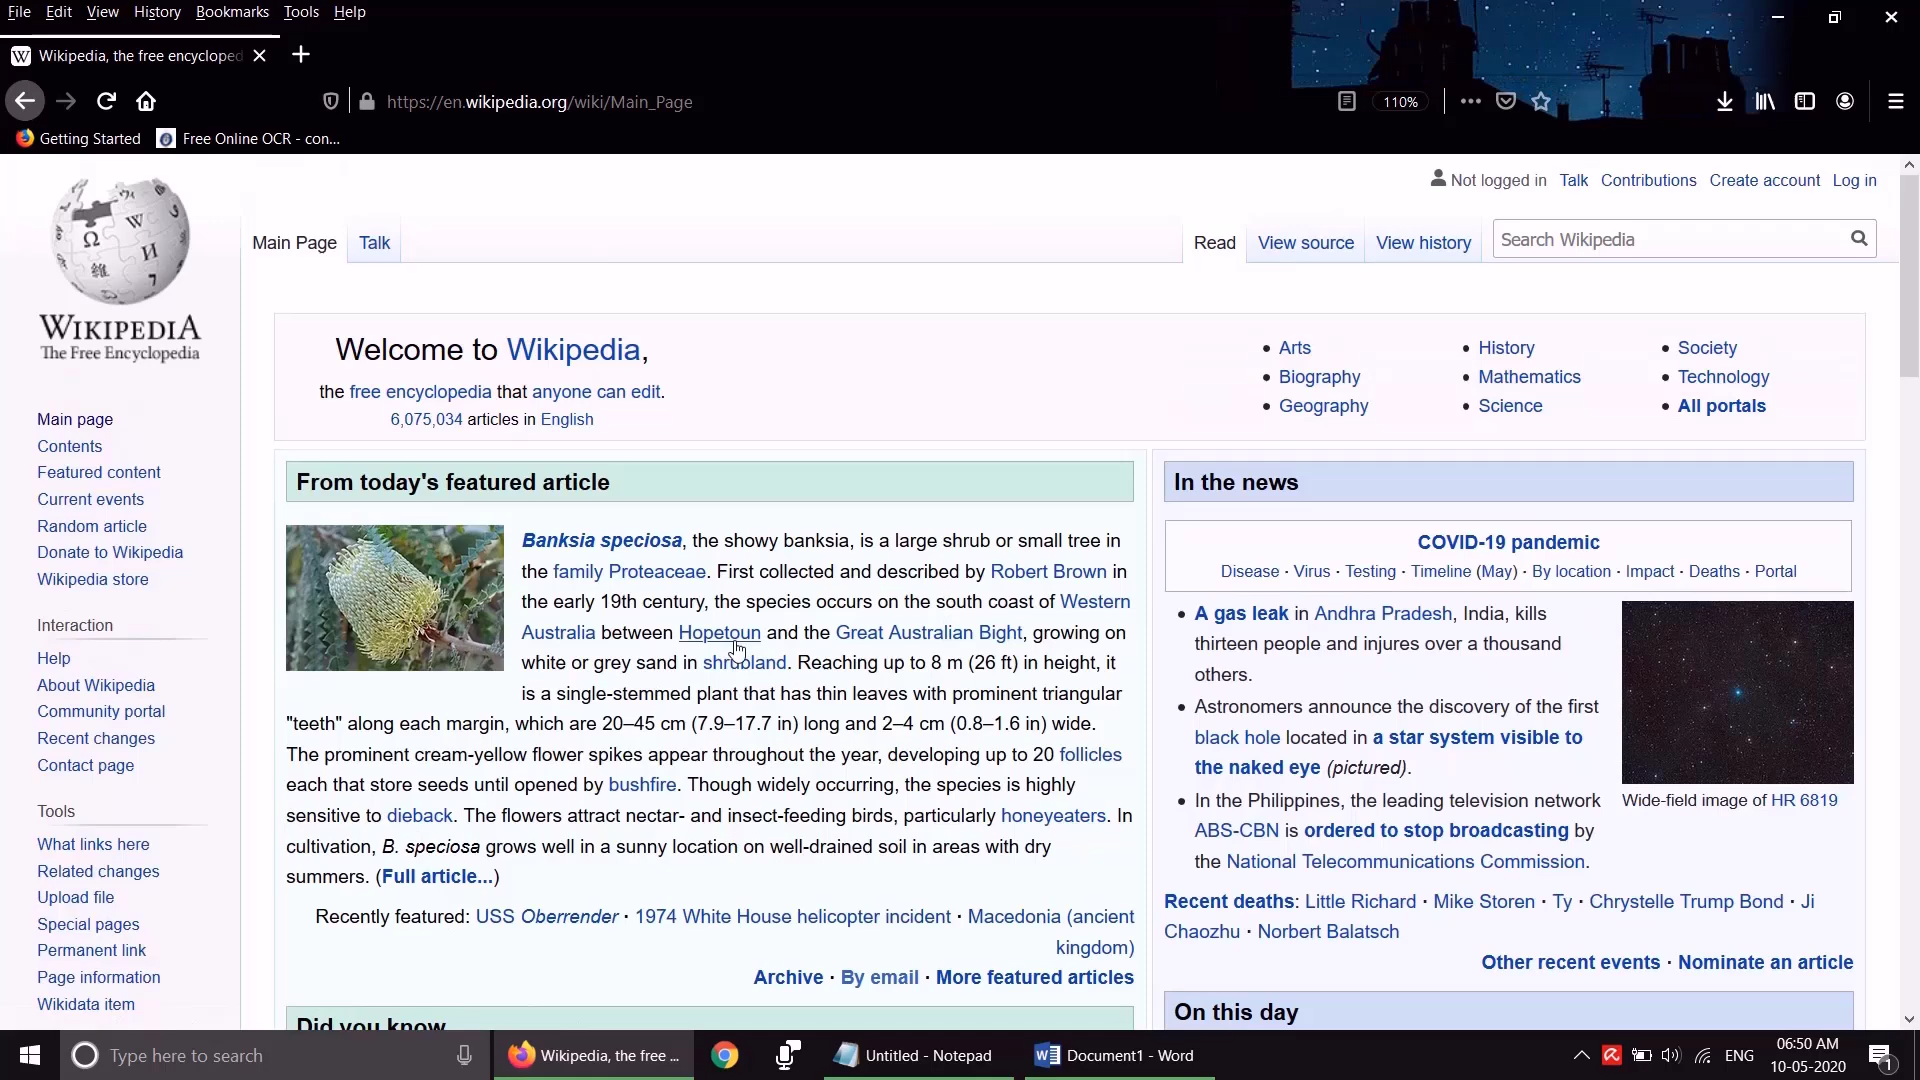 File Edit View History Bookmarks Tools Help
Wikipedia, the free encycloped
https://en.wikipedia.org/wiki/Main_Page
110%
Getting Started Free Online OCR - con...
Not logged in Talk Contributions Create account Log in
Main Page Talk
Read View source View history Search Wikipedia
WIKIPEDIA
The Free Encyclopedia
Main page
Contents
Featured content
Current events
Random article
Donate to Wikipedia
Wikipedia store
Interaction
Help
About Wikipedia
Community portal
Recent changes
Contact page
Tools
What links here
Related changes
Upload file
Special pages
Permanent link
Page information
Wikidata item
Welcome to Wikipedia,
the free encyclopedia that anyone can edit.
6,075,034 articles in English
• Arts
• Biography
• Geography
• History
• Mathematics
• Science
• Society
• Technology
• All portals
From today's featured article
Banksia speciosa, the showy banksia, is a large shrub or small tree in
the family Proteaceae. First collected and described by Robert Brown in
the early 19th century, the species occurs on the south coast of Western
Australia between Hopetoun and the Great Australian Bight, growing on
white or grey sand in shrubland. Reaching up to 8 m (26 ft) in height, it
is a single-stemmed plant that has thin leaves with prominent triangular
"teeth" along each margin, which are 20–45 cm (7.9–17.7 in) long and 2–4 cm (0.8–1.6 in) wide.
The prominent cream-yellow flower spikes appear throughout the year, developing up to 20 follicles
each that store seeds until opened by bushfire. Though widely occurring, the species is highly
sensitive to dieback. The flowers attract nectar- and insect-feeding birds, particularly honeyeaters. In
cultivation, B. speciosa grows well in a sunny location on well-drained soil in areas with dry
summers. (Full article...)
Recently featured: USS Oberrender · 1974 White House helicopter incident · Macedonia (ancient
kingdom)
Archive · By email · More featured articles
Did you know
In the news
COVID-19 pandemic
Disease · Virus · Testing · Timeline (May) · By location · Impact · Deaths · Portal
• A gas leak in Andhra Pradesh, India, kills
thirteen people and injures over a thousand
others.
• Astronomers announce the discovery of the first
black hole located in a star system visible to
the naked eye (pictured).
• In the Philippines, the leading television network
ABS-CBN is ordered to stop broadcasting by
the National Telecommunications Commission.
Wide-field image of HR 6819
Recent deaths: Little Richard · Mike Storen · Ty · Chrystelle Trump Bond · Ji
Chaozhu · Norbert Balatsch
Other recent events · Nominate an article
On this day
Type here to search
Wikipedia, the free ...
Untitled - Notepad
Document1 - Word
ENG
06:50 AM
10-05-2020
1